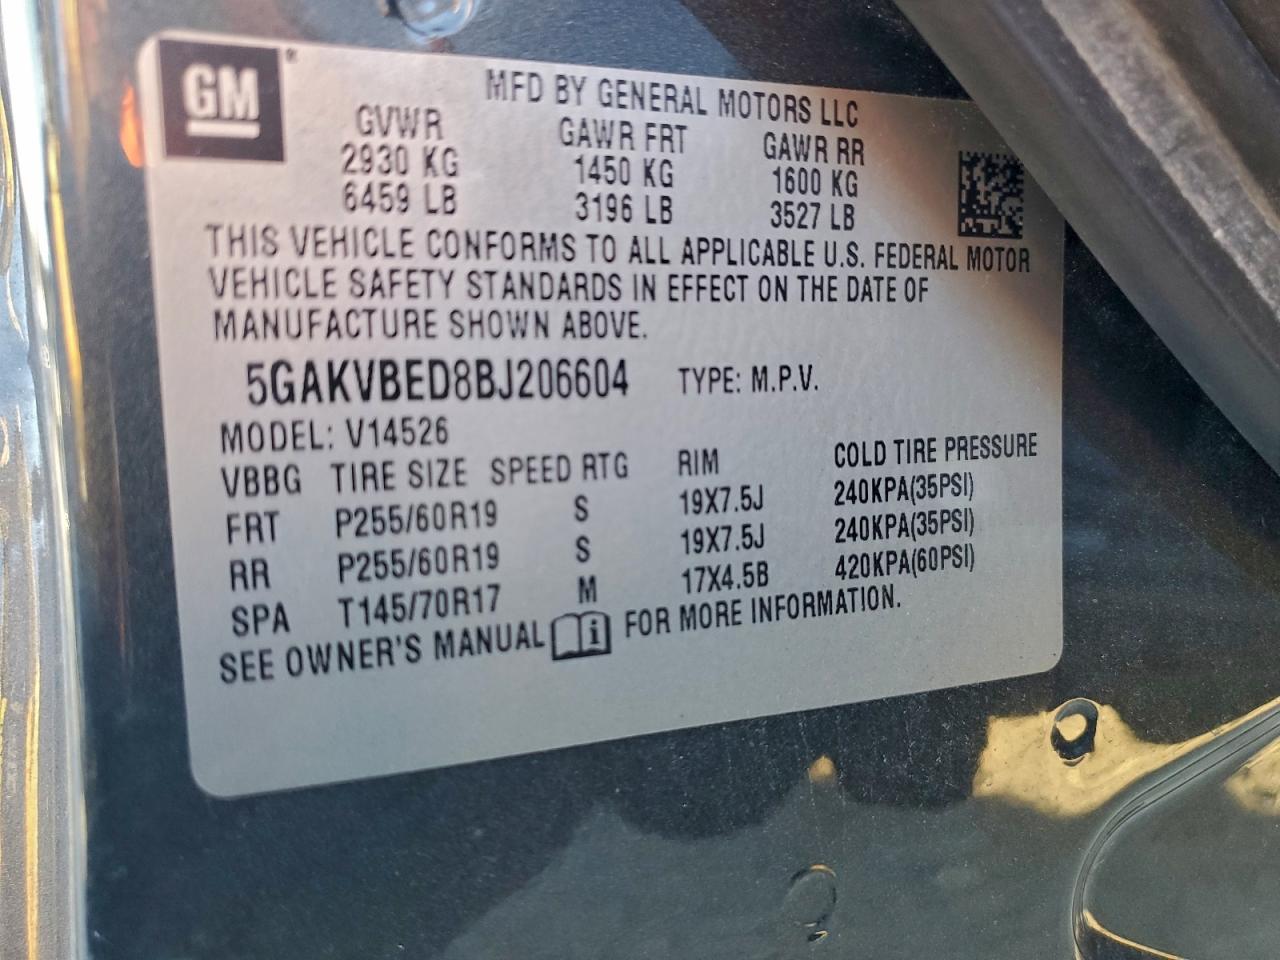 GM®
MFD BY GENERAL MOTORS LLC
GVWR GAWR FRT GAWR RR
2930 KG 1450 KG 1600 KG
6459 LB 3196 LB 3527 LB
THIS VEHICLE CONFORMS TO ALL APPLICABLE U.S. FEDERAL MOTOR
VEHICLE SAFETY STANDARDS IN EFFECT ON THE DATE OF
MANUFACTURE SHOWN ABOVE.
5GAKVBED8BJ206604 TYPE: M.P.V.
MODEL: V14526
VBBG TIRE SIZE SPEED RTG RIM COLD TIRE PRESSURE
FRT P255/60R19 S 19X7.5J 240KPA(35PSI)
RR P255/60R19 S 19X7.5J 240KPA(35PSI)
SPA T145/70R17 M 17X4.5B 420KPA(60PSI)
SEE OWNER'S MANUAL i FOR MORE INFORMATION.